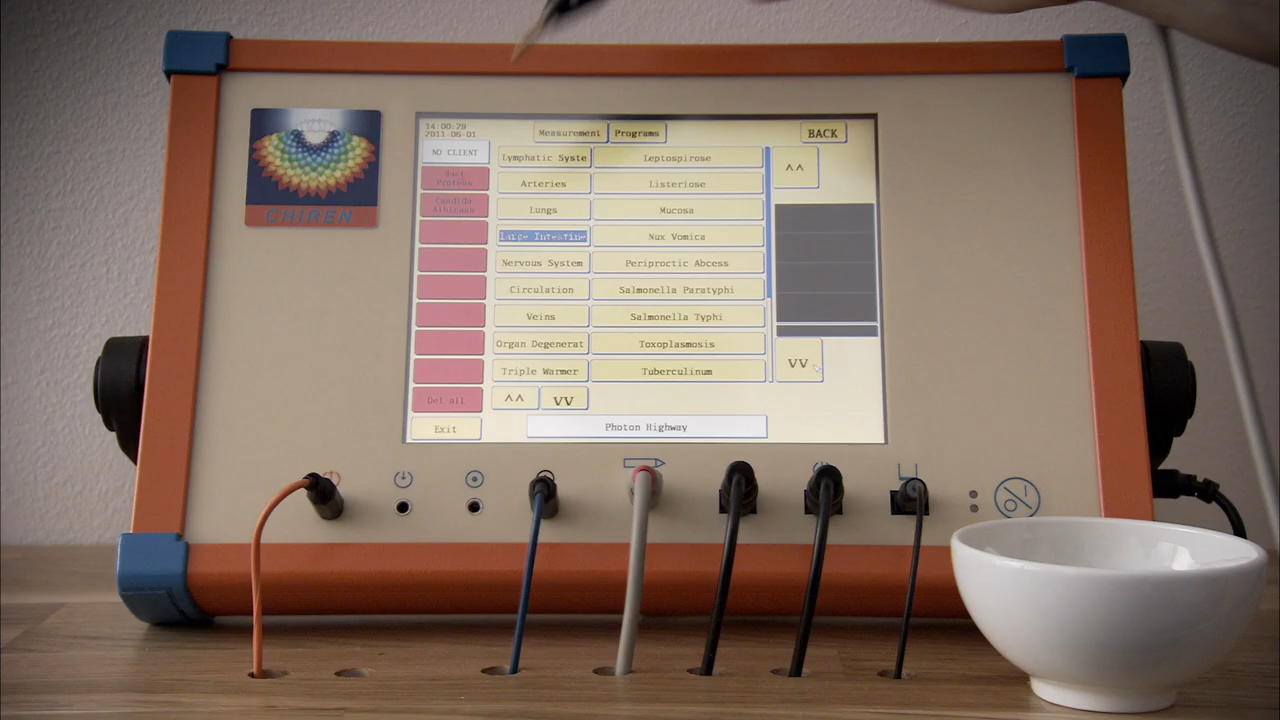 CHIREN
14:00:29
2011-06-01
Measurement Programs BACK
NO CLIENT
Bact
Proteus
Candida
Albicans
Del all
Exit
Lymphatic Syste
Arteries
Lungs
Large Intestine
Nervous System
Circulation
Veins
Organ Degenerat
Triple Warmer
^^ VV
Leptospirose
Listeriose
Mucosa
Nux Vomica
Periproctic Abcess
Salmonella Paratyphi
Salmonella Typhi
Toxoplasmosis
Tuberculinum
Photon Highway
^^
VV